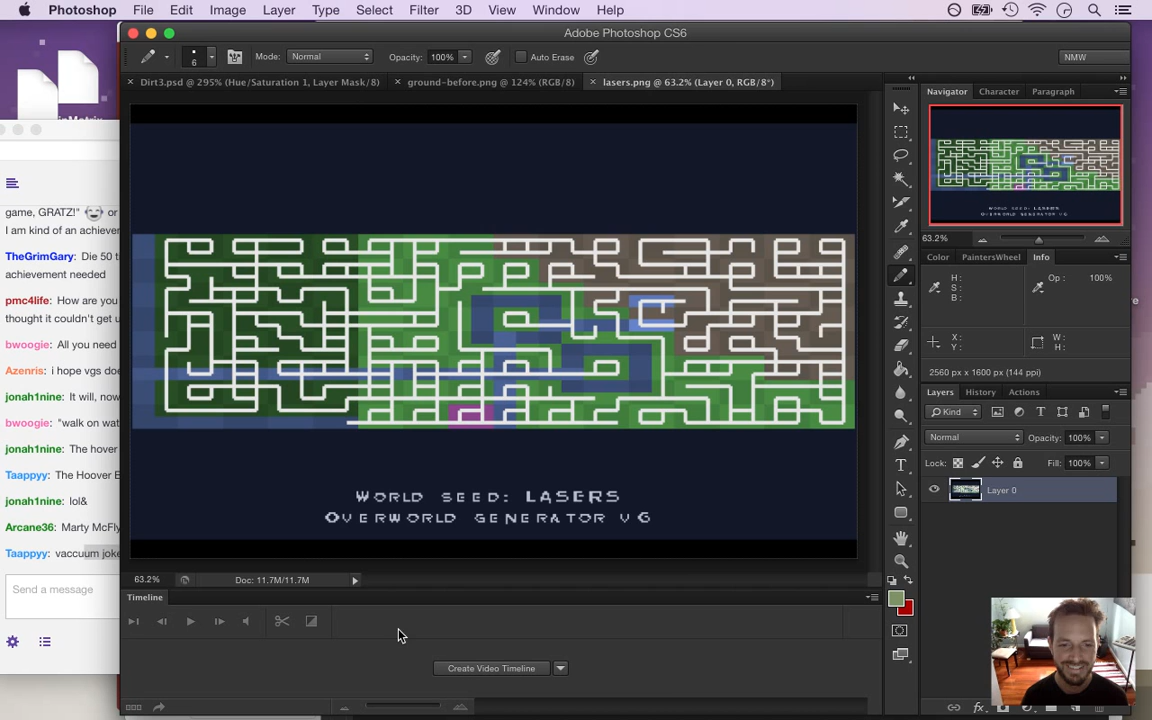 Photoshop File Edit Image Layer Type Select Filter 3D View Window Help
Adobe Photoshop CS6
6 Mode: Normal Opacity: 100% Auto Erase NMW
Dirt3.psd @ 295% (Hue/Saturation 1, Layer Mask/8) ground-before.png @ 124% (RGB/8) lasers.png @ 63.2% (Layer 0, RGB/8*)
Navigator Character Paragraph
63.2%
Color PaintersWheel Info
H: Op: 100%
S:
B:
X: W:
Y: H:
2560 px x 1600 px (144 ppi)
Layers History Actions
Kind
Normal Opacity: 100%
Lock: Fill: 100%
Layer 0
game, GRATZ!" or
I am kind of an achieven
TheGrimGary: Die 50 t
achievement needed
pmc4life: How are you
thought it couldn't get u
bwoogie: All you need
Azenris: i hope vgs doe
jonah1nine: It will, now
bwoogie: "walk on wat
jonah1nine: The hover
Taappyy: The Hoover E
jonah1nine: lol&
Arcane36: Marty McFly
Taappyy: vaccuum joke
Send a message
World seed: LASERS
Overworld generator v 6
63.2% Doc: 11.7M/11.7M
Timeline
Create Video Timeline